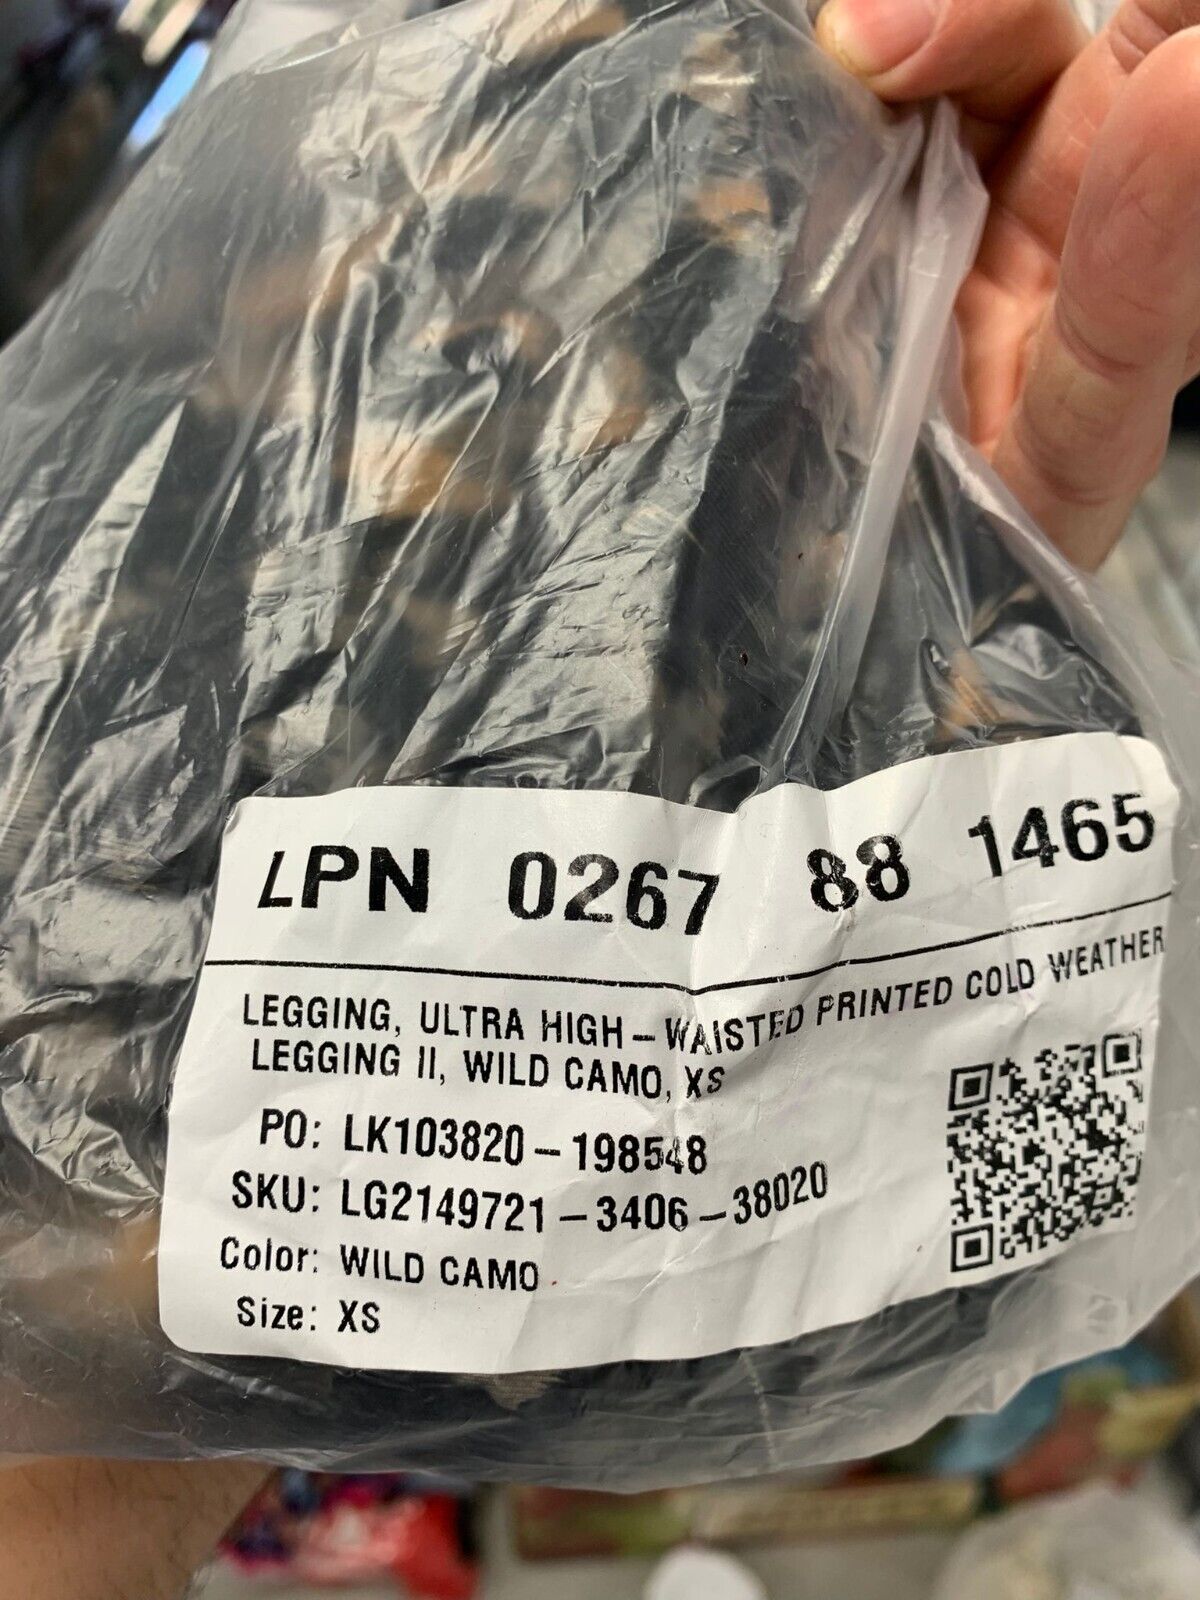 LPN 0267 88 1465
LEGGING, ULTRA HIGH-WAISTED PRINTED COLD WEATHER
LEGGING II, WILD CAMO, XS
PO: LK103820-198548
SKU: LG2149721-3406-38020
Color: WILD CAMO
Size: XS